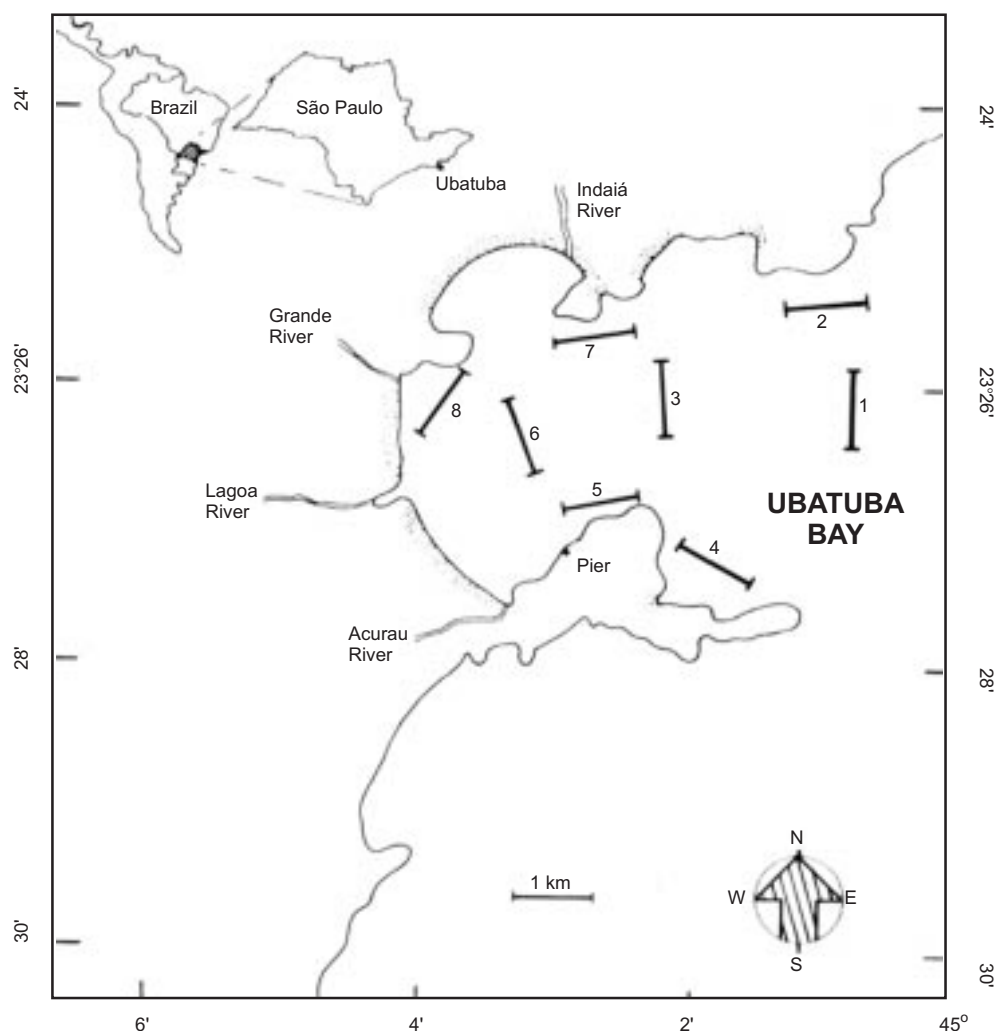 24'
24'
Brazil
São Paulo
Ubatuba
Indaiá
River
Grande
River
2
7
23°26'
23°26'
3
1
8
6
Lagoa
River
5
UBATUBA
BAY
4
Pier
Acurau
River
28'
28'
N
1 km
W
E
S
30'
30'
6'
4'
2'
45°